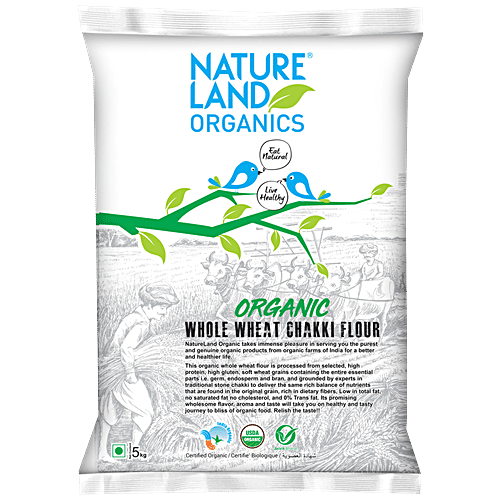 NATURE®
LAND
ORGANICS
Eat
Natural
Live
Healthy
ORGANIC
WHOLE WHEAT CHAKKI FLOUR
NatureLand Organic takes immense pleasure in serving you the purest
and genuine organic products from organic farms of India for a better
and healthier life.
This organic whole wheat flour is processed from selected, high
protein, high gluten, soft wheat grains containing the entire essential
parts i.e. germ, endosperm and bran, and grounded by experts in
traditional stone chakki to deliver the same rich balance of nutrients
that are found in the original grain, rich in dietary fibers, Low in total fat,
no saturated fat no cholesterol, and 0% Trans fat. Its promising
wholesome flavor, aroma and taste will take you on healthy and tasty
journey to bliss of organic food. Relish the taste!!
5kg
USDA
ORGANIC
Certified Organic / Certifie' Biologique / شهادة العضوية